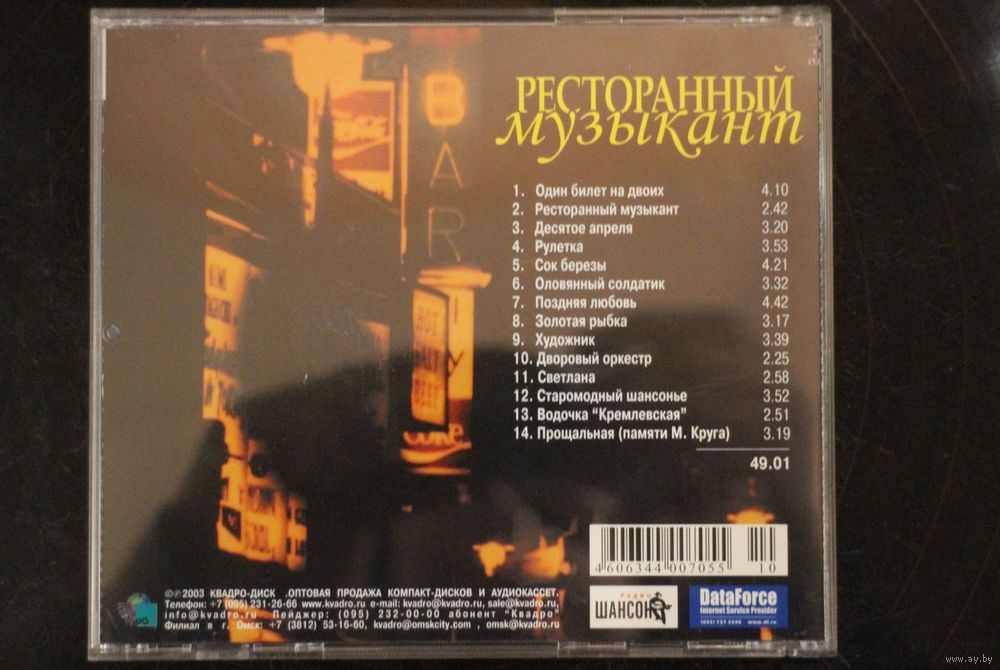 РЕСТОРАННЫЙ
музыкант
1. Один билет на двоих 4.10
2. Ресторанный музыкант 2.42
3. Десятое апреля 3.20
4. Рулетка 3.53
5. Сок березы 4.21
6. Оловянный солдатик 3.32
7. Поздняя любовь 4.42
8. Золотая рыбка 3.17
9. Художник 3.39
10. Дворовый оркестр 2.25
11. Светлана 2.58
12. Старомодный шансонье 3.52
13. Водочка “Кремлевская” 2.51
14. Прощальная (памяти М. Круга) 3.19
49.01
BAR
4 606344 007055 10
©℗2003 КВАДРО-ДИСК .ОПТОВАЯ ПРОДАЖА КОМПАКТ-ДИСКОВ И АУДИОКАССЕТ.
Телефон: +7 (095) 231-26-66 www.kvadro.ru e-mail: kvadro@kvadro.ru, sale@kvadro.ru,
info@kvadro.ru Пейджер: (095) 232-00-00 абонент "Квадро"
Филиал в г. Омск: +7 (3812) 53-16-60, kvadro@omskcity.com , omsk@kvadro.ru
РАДИО
ШАНСОН
DataForce
Internet Service Provider
www.df.ru
www.ay.by